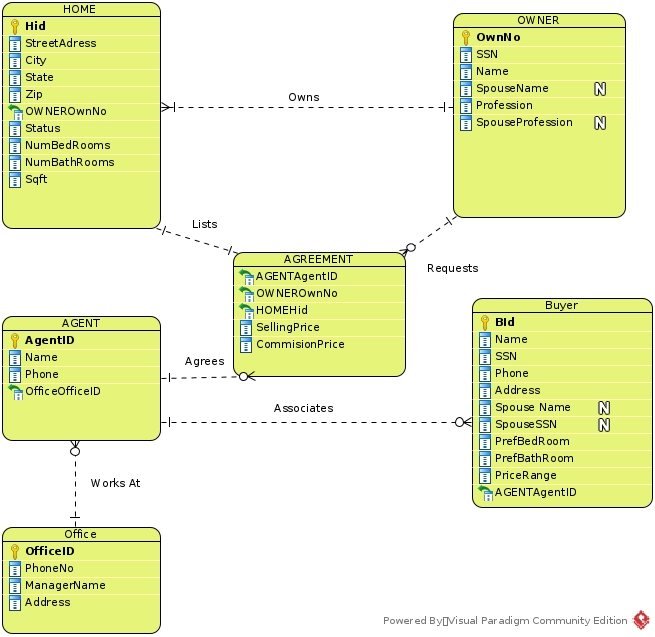 HOME
Hid
StreetAdress
City
State
Zip
OWNEROwnNo
Status
NumBedRooms
NumBathRooms
Sqft
OWNER
OwnNo
SSN
Name
SpouseName N
Profession
SpouseProfession N
Owns
Lists
Requests
AGREEMENT
AGENTAgentID
OWNEROwnNo
HOMEHid
SellingPrice
CommisionPrice
AGENT
AgentID
Name
Phone
OfficeOfficeID
Agrees
Associates
Buyer
BId
Name
SSN
Phone
Address
Spouse Name N
SpouseSSN N
PrefBedRoom
PrefBathRoom
PriceRange
AGENTAgentID
Works At
Office
OfficeID
PhoneNo
ManagerName
Address
Powered By▯Visual Paradigm Community Edition